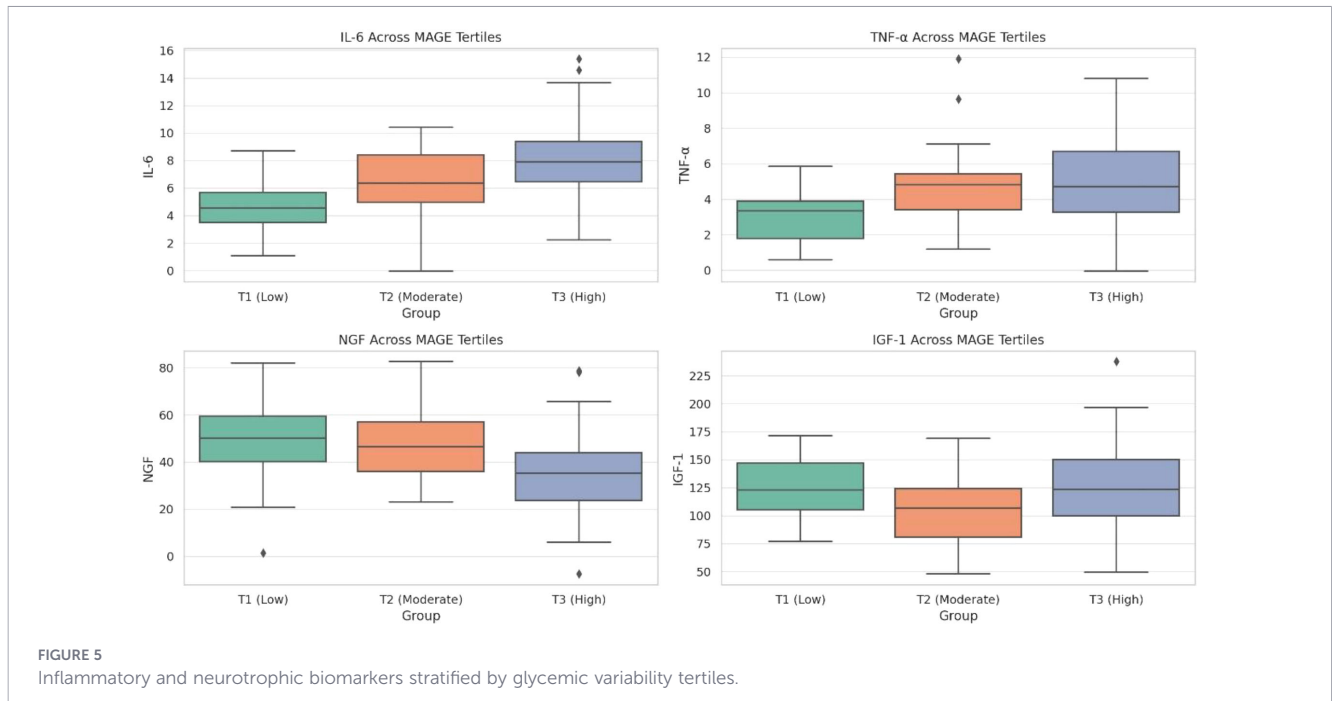 IL-6 Across MAGE Tertiles
16
14
12
10
8
6
4
2
0
IL-6
T1 (Low) T2 (Moderate) T3 (High)
Group
TNF-α Across MAGE Tertiles
12
10
8
6
4
2
0
TNF-α
T1 (Low) T2 (Moderate) T3 (High)
Group
NGF Across MAGE Tertiles
80
60
40
20
0
NGF
T1 (Low) T2 (Moderate) T3 (High)
Group
IGF-1 Across MAGE Tertiles
225
200
175
150
125
100
75
50
IGF-1
T1 (Low) T2 (Moderate) T3 (High)
Group
FIGURE 5
Inflammatory and neurotrophic biomarkers stratified by glycemic variability tertiles.